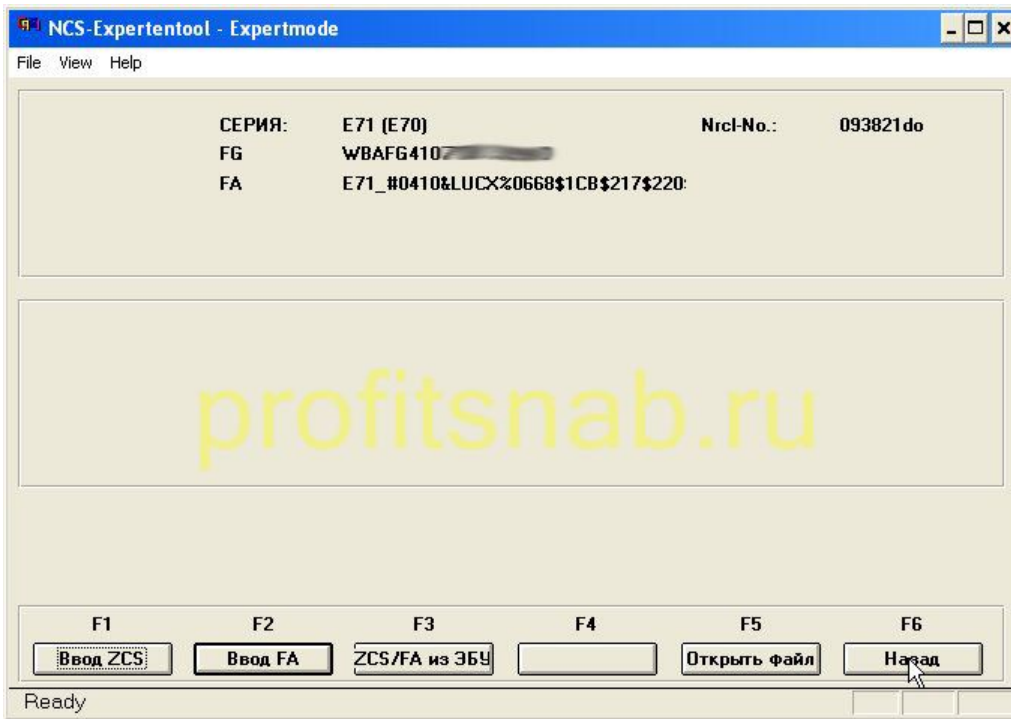 NCS-Expertentool - Expertmode
File View Help
СЕРИЯ: E71 (E70) Nrcl-No.: 093821do
FG WBAFG4107
FA E71_#0410&LUCX%0668$1CB$217$220
profitsnab.ru
F1 F2 F3 F4 F5 F6
Ввод ZCS Ввод FA ZCS/FA из ЭБУ Открыть файл Назад
Ready